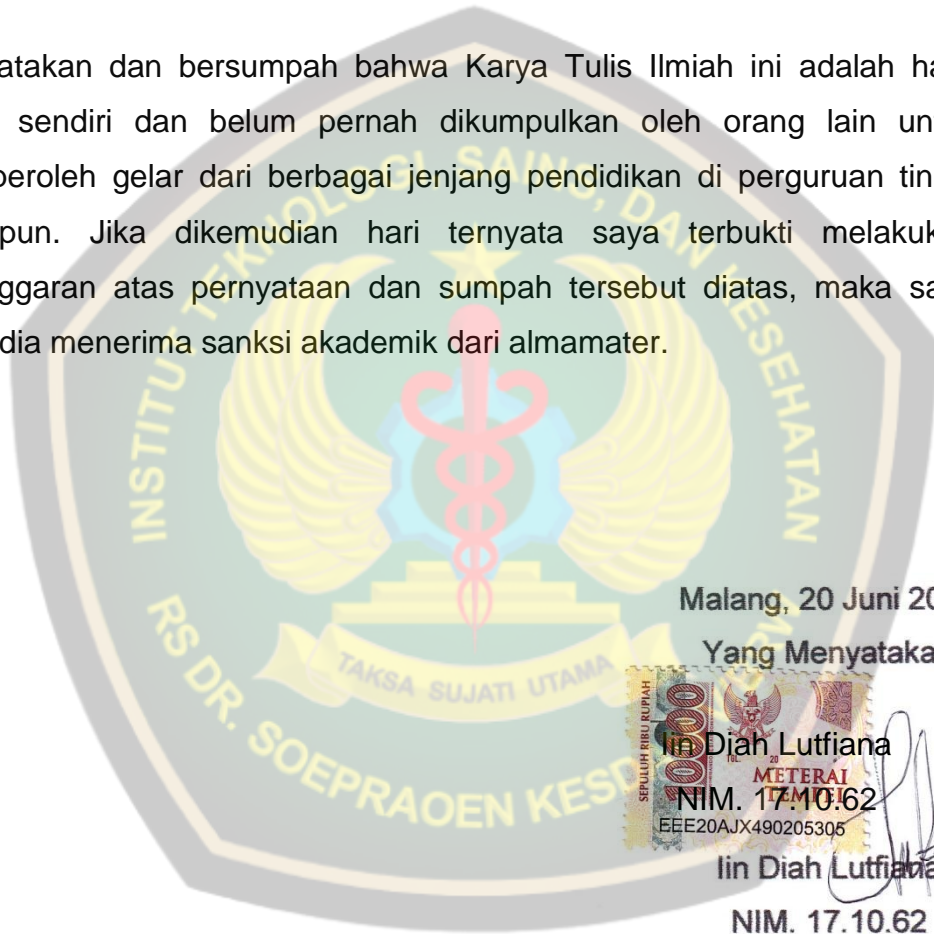 atakan dan bersumpah bahwa Karya Tulis Ilmiah ini adalah ha
sendiri dan belum pernah dikumpulkan oleh orang lain un
peroleh gelar dari berbagai jenjang pendidikan di perguruan tin
pun. Jika dikemudian hari ternyata saya terbukti melakuk
ggaran atas pernyataan dan sumpah tersebut diatas, maka sa
dia menerima sanksi akademik dari almamater.
INSTITUT TEKNOLOGI, SAINS, DAN KESEHATAN
RS DR. SOEPRAOEN KESD
TAKSA SUJATI UTAMA
Malang, 20 Juni 20
Yang Menyataka
SEPULUH RIBU RUPIAH
10000
TGL. 20
METERAI
TEMPEL
Iin Diah Lutfiana
NIM. 17.10.62
EEE20AJX490205305
Iin Diah Lutfiana
NIM. 17.10.62